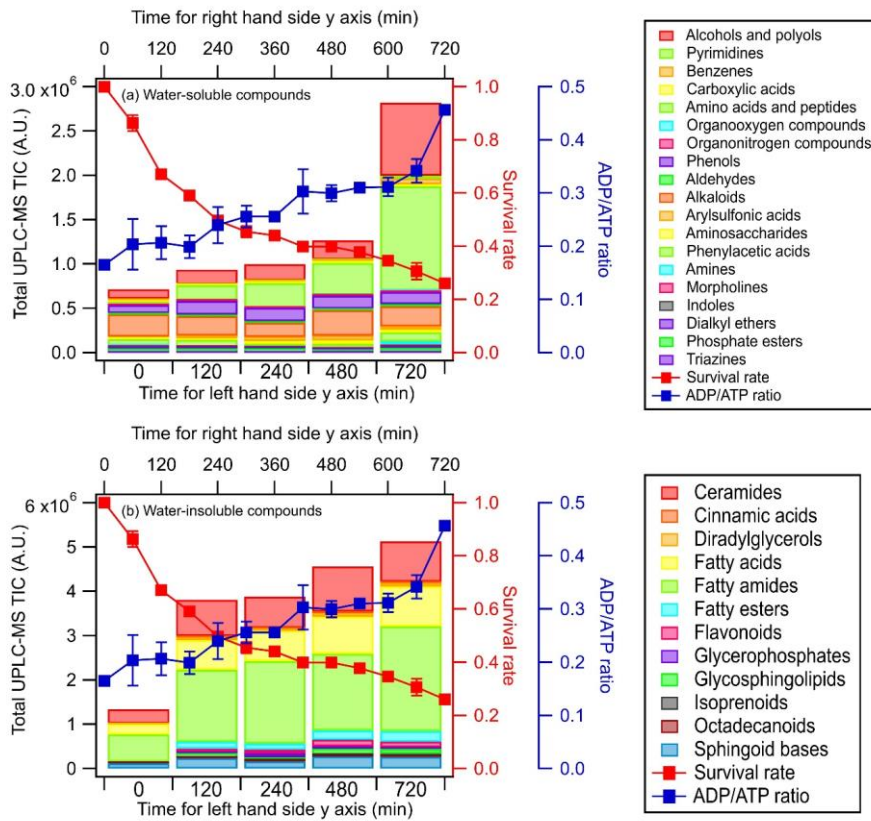 Time for right hand side y axis (min)
0 120 240 360 480 600 720
3.0 x10⁶
2.5
2.0
1.5
1.0
0.5
0.0
Total UPLC-MS TIC (A.U.)
(a) Water-soluble compounds
1.0
0.8
0.6
0.4
0.2
0.0
Survival rate
0.5
0.4
0.3
0.2
0.1
0.0
ADP/ATP ratio
0 120 240 480 720
Time for left hand side y axis (min)
Alcohols and polyols
Pyrimidines
Benzenes
Carboxylic acids
Amino acids and peptides
Organooxygen compounds
Organonitrogen compounds
Phenols
Aldehydes
Alkaloids
Arylsulfonic acids
Aminosaccharides
Phenylacetic acids
Amines
Morpholines
Indoles
Dialkyl ethers
Phosphate esters
Triazines
Survival rate
ADP/ATP ratio
Time for right hand side y axis (min)
0 120 240 360 480 600 720
6 x10⁶
5
4
3
2
1
0
Total UPLC-MS TIC (A.U.)
(b) Water-insoluble compounds
1.0
0.8
0.6
0.4
0.2
0.0
Survival rate
0.5
0.4
0.3
0.2
0.1
0.0
ADP/ATP ratio
0 120 240 480 720
Time for left hand side y axis (min)
Ceramides
Cinnamic acids
Diradylglycerols
Fatty acids
Fatty amides
Fatty esters
Flavonoids
Glycerophosphates
Glycosphingolipids
Isoprenoids
Octadecanoids
Sphingoid bases
Survival rate
ADP/ATP ratio